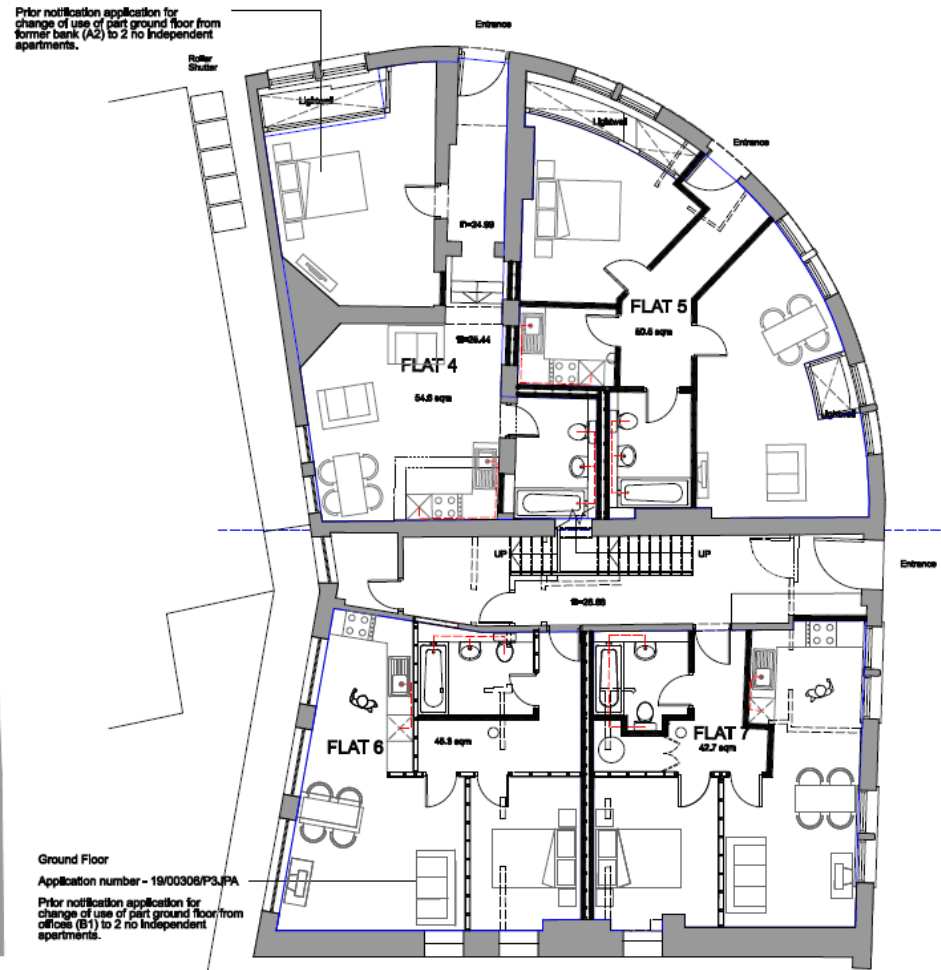 Prior notification application for
change of use of part ground floor from
former bank (A2) to 2 no independent
apartments.
Entrance
Roller
Shutter
Lightwell
Lightwell
Entrance
FLAT 5
50.5 sqm
FLAT 4
54.6 sqm
Lightwell
UP
UP
Entrance
FLAT 6
45.3 sqm
FLAT 7
42.7 sqm
Ground Floor
Application number - 19/00306/P3JPA
Prior notification application for
change of use of part ground floor from
offices (B1) to 2 no independent
apartments.